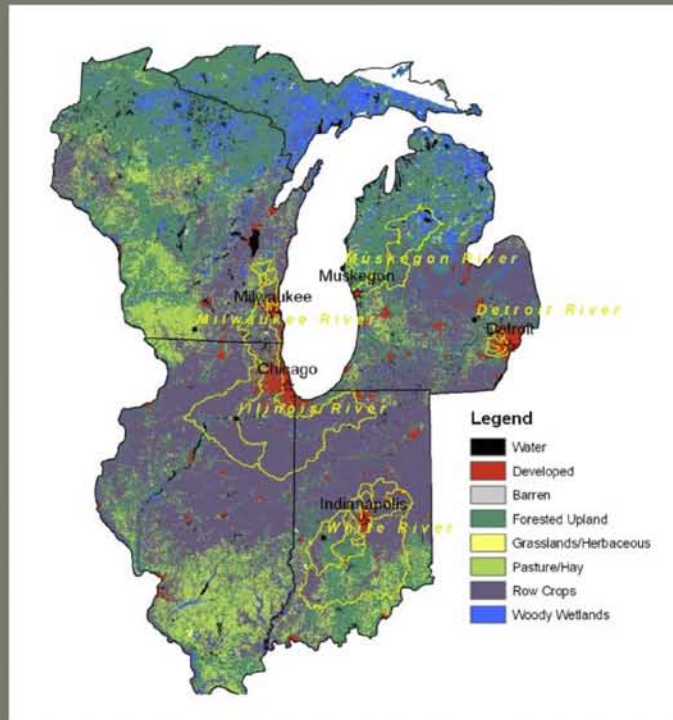 Muskegon River
Muskegon
Milwaukee
Detroit River
Milwaukee River
Detroit
Chicago
Illinois River
Indianapolis
White River
Legend
Water
Developed
Barren
Forested Upland
Grasslands/Herbaceous
Pasture/Hay
Row Crops
Woody Wetlands